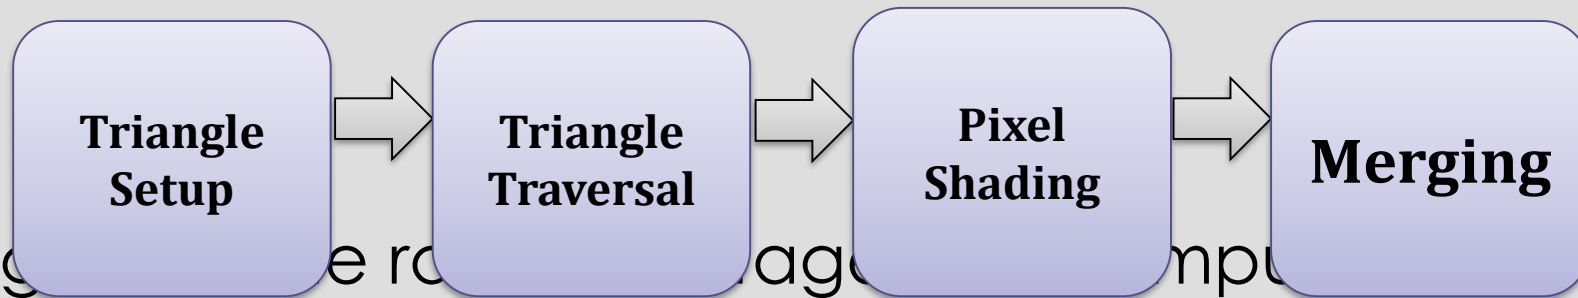 Triangle
Setup
Triangle
Traversal
Pixel
Shading
Merging